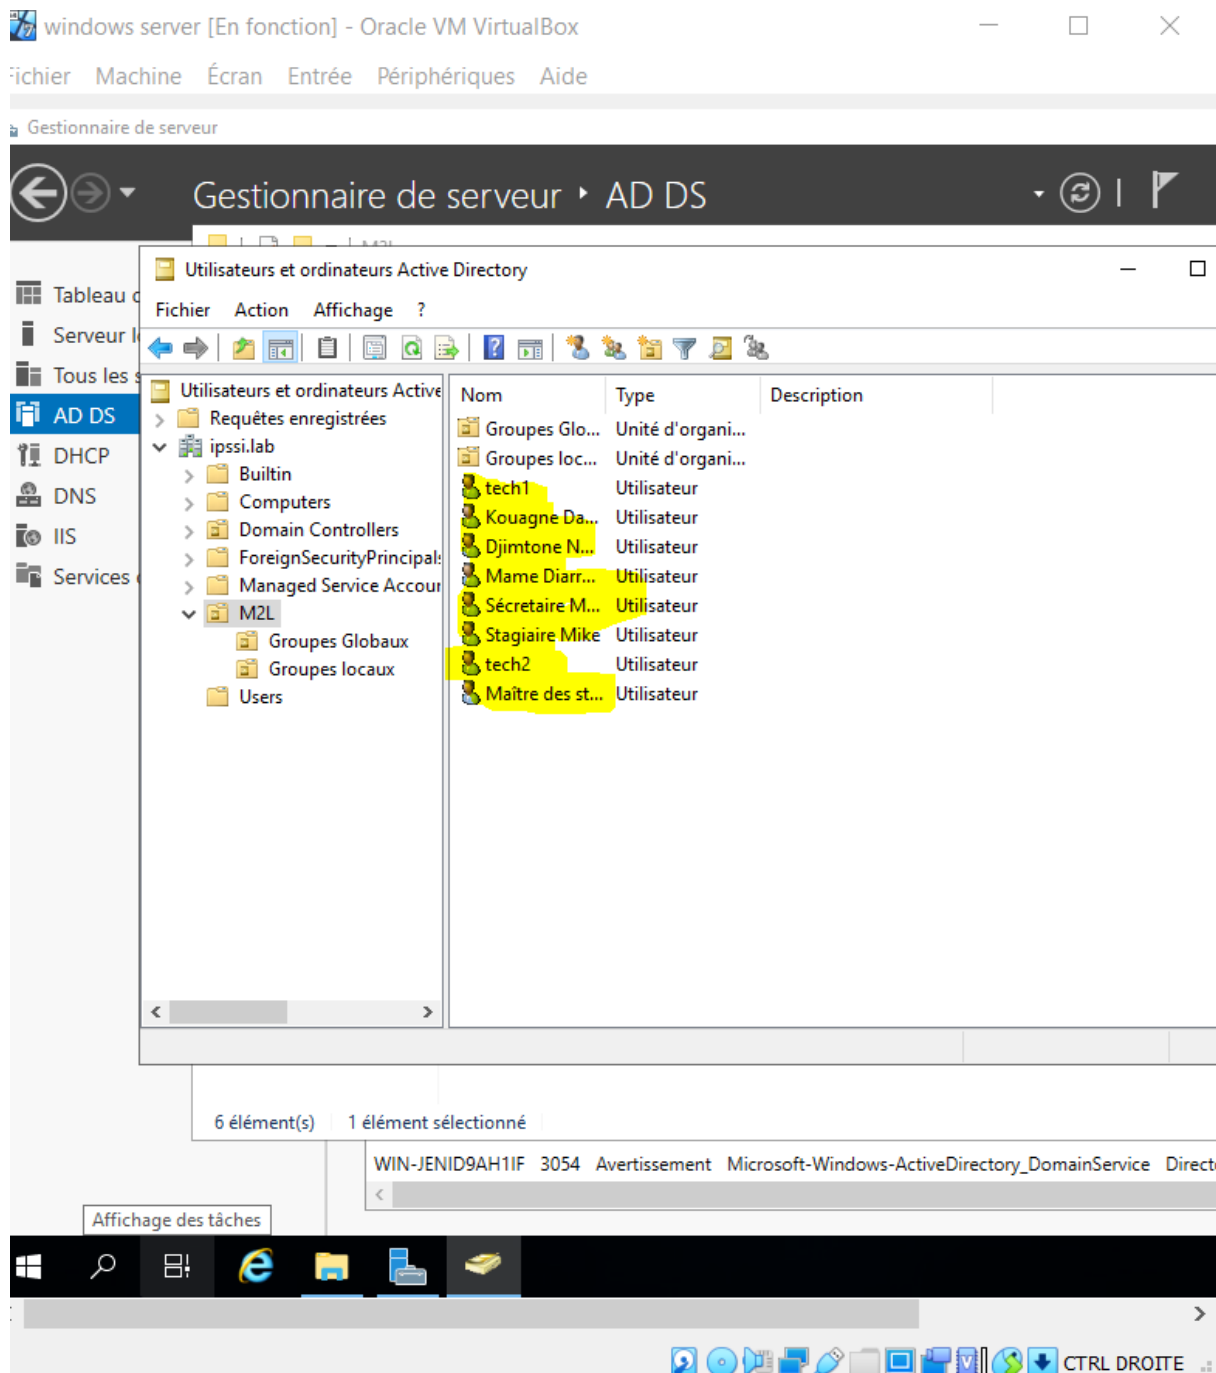 windows server [En fonction] - Oracle VM VirtualBox
Fichier Machine Écran Entrée Périphériques Aide
Gestionnaire de serveur
Gestionnaire de serveur AD DS
M2L
Utilisateurs et ordinateurs Active Directory
Fichier Action Affichage ?
Tableau
Serveur
Tous les
AD DS
DHCP
DNS
IIS
Services
Utilisateurs et ordinateurs Active
Requêtes enregistrées
ipssi.lab
Builtin
Computers
Domain Controllers
ForeignSecurityPrincipals
Managed Service Accour
M2L
Groupes Globaux
Groupes locaux
Users
Nom Type Description
Groupes Glo... Unité d'organi...
Groupes loc... Unité d'organi...
tech1 Utilisateur
Kouagne Da... Utilisateur
Djimtone N... Utilisateur
Mame Diarr... Utilisateur
Sécretaire M... Utilisateur
Stagiaire Mike Utilisateur
tech2 Utilisateur
Maître des st... Utilisateur
6 élément(s) 1 élément sélectionné
WIN-JENID9AH1IF 3054 Avertissement Microsoft-Windows-ActiveDirectory_DomainService Direct
Affichage des tâches
CTRL DROITE